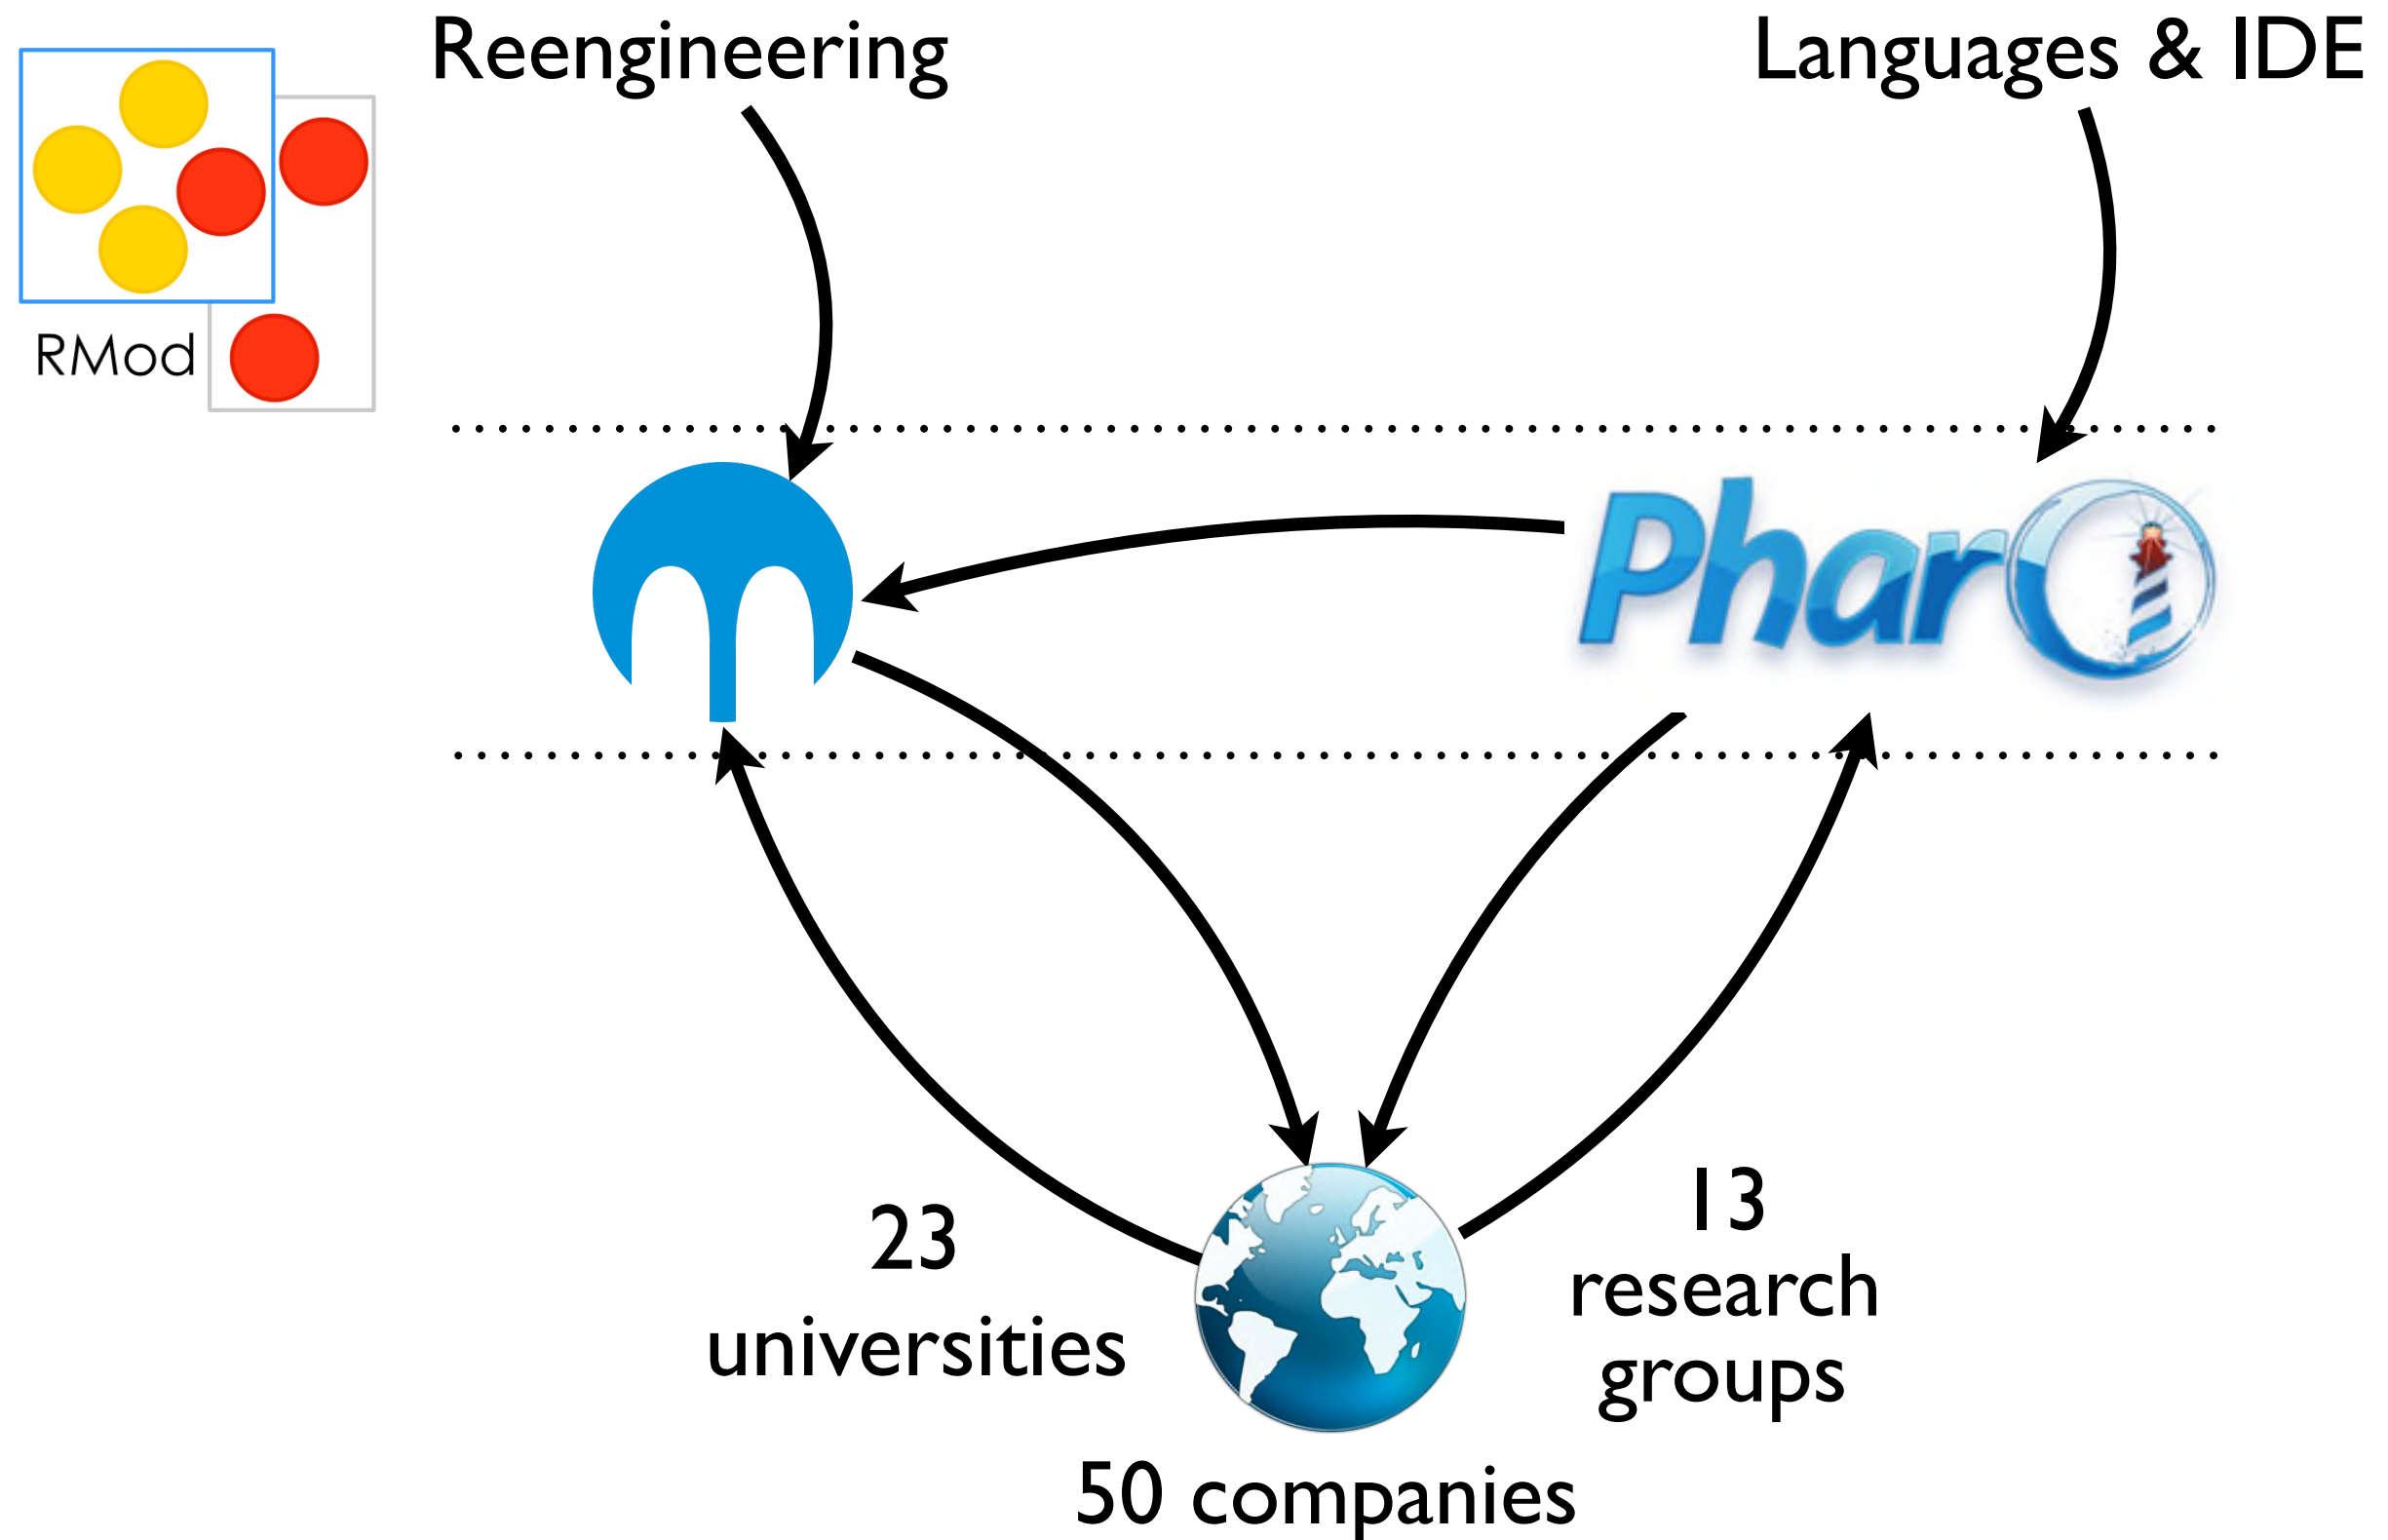 Reengineering
Languages & IDE
RMod
Pharo
23
universities
13
research
groups
50 companies